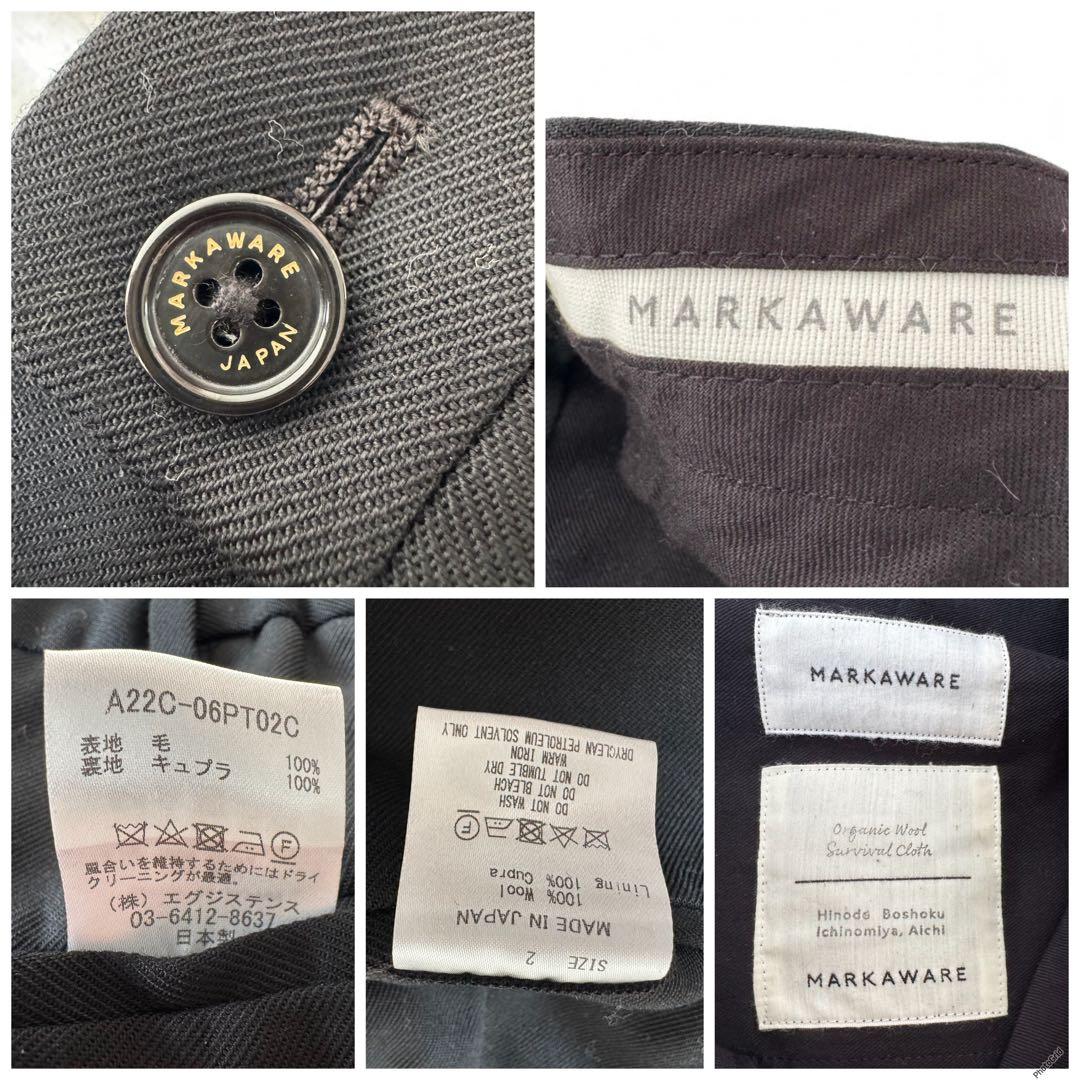 MARKAWARE
JAPAN
MARKAWARE
A22C-06PT02C
表地 毛 100%
裏地 キュプラ 100%
F
風合いを維持するためにはドライ
クリーニングが最適。
(株) エグジステンス
03-6412-8637
日本製
SIZE 2
MADE IN JAPAN
100% Wool
Lining 100% Cupra
F
DO NOT WASH
DO NOT BLEACH
DO NOT TUMBLE DRY
WARM IRON
DRYCLEAN PETROLEUM SOLVENT ONLY
MARKAWARE
Organic Wool
Survival Cloth
Hinode Boshoku
Ichinomiya, Aichi
MARKAWARE
PhotoGrid